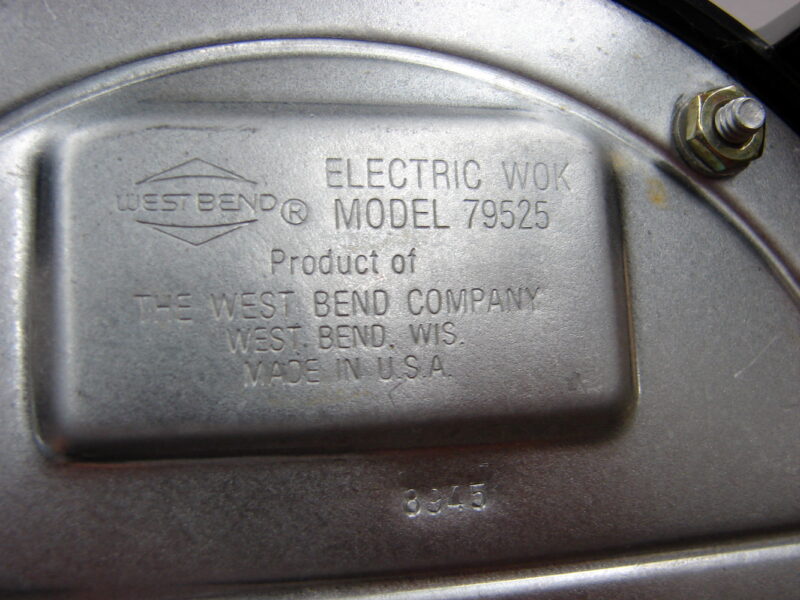 WEST BEND®
ELECTRIC WOK
MODEL 79525
Product of
THE WEST BEND COMPANY
WEST BEND, WIS.
MADE IN U.S.A.